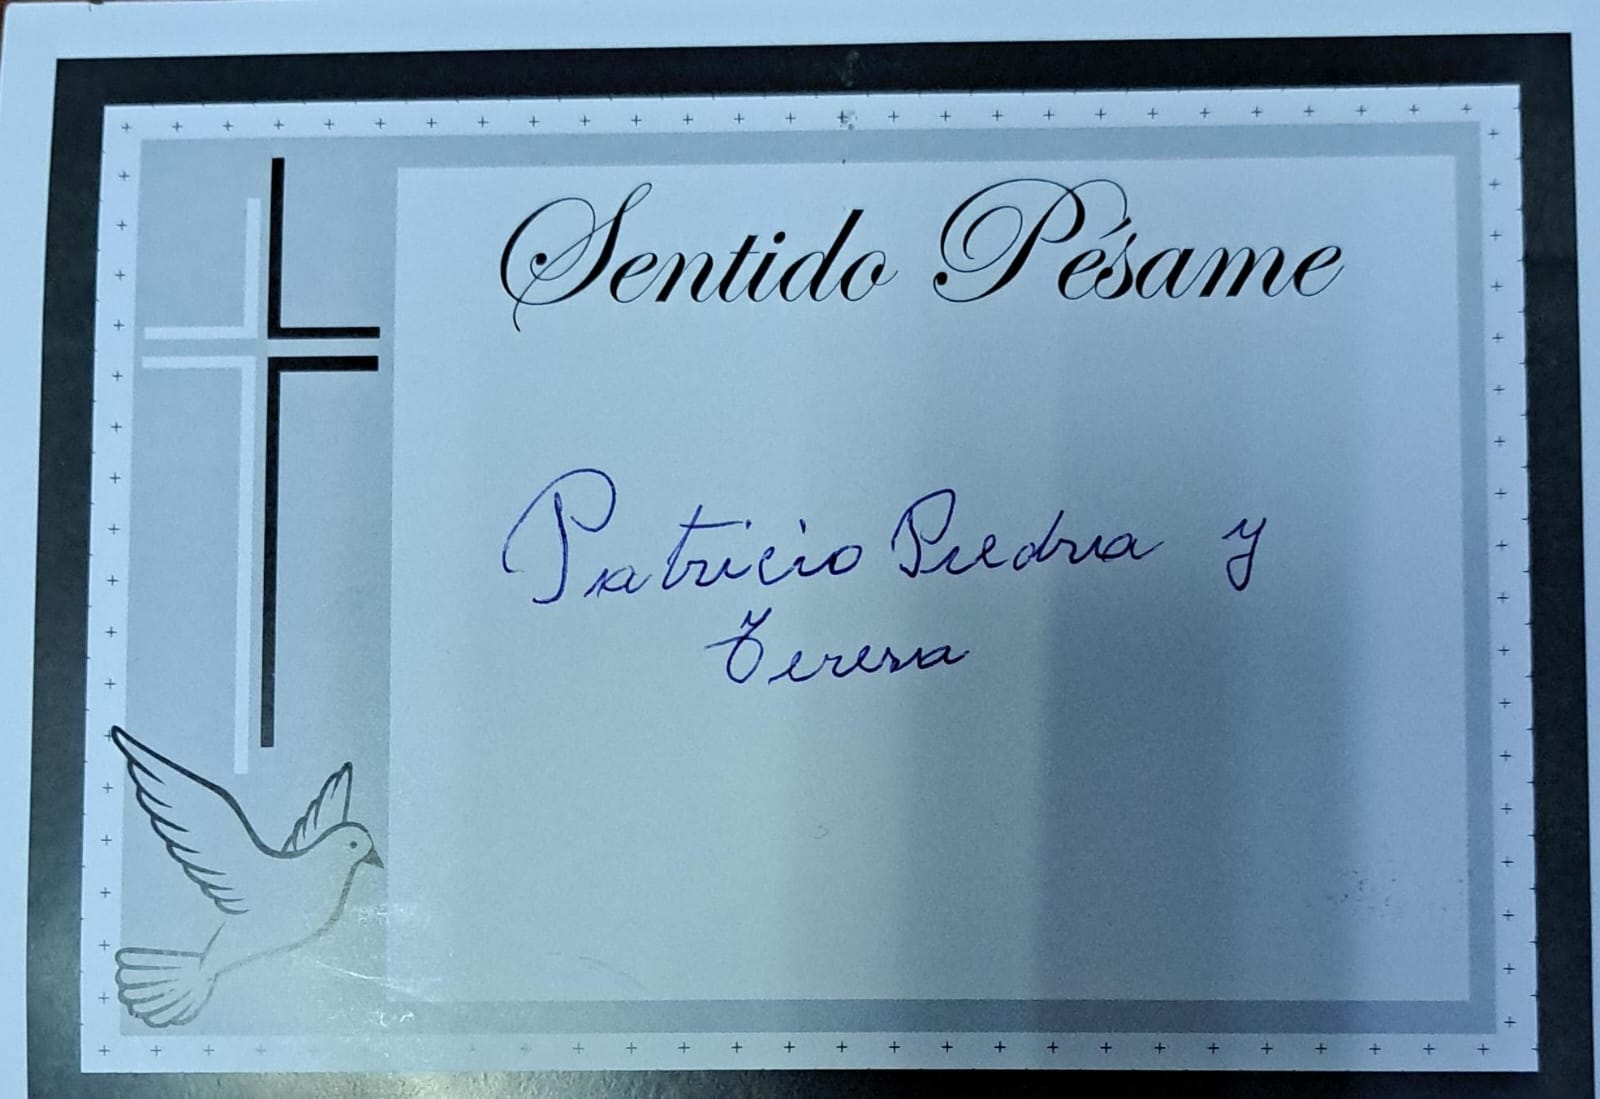 Sentido Pésame
Patricio Piedra y
Teresa